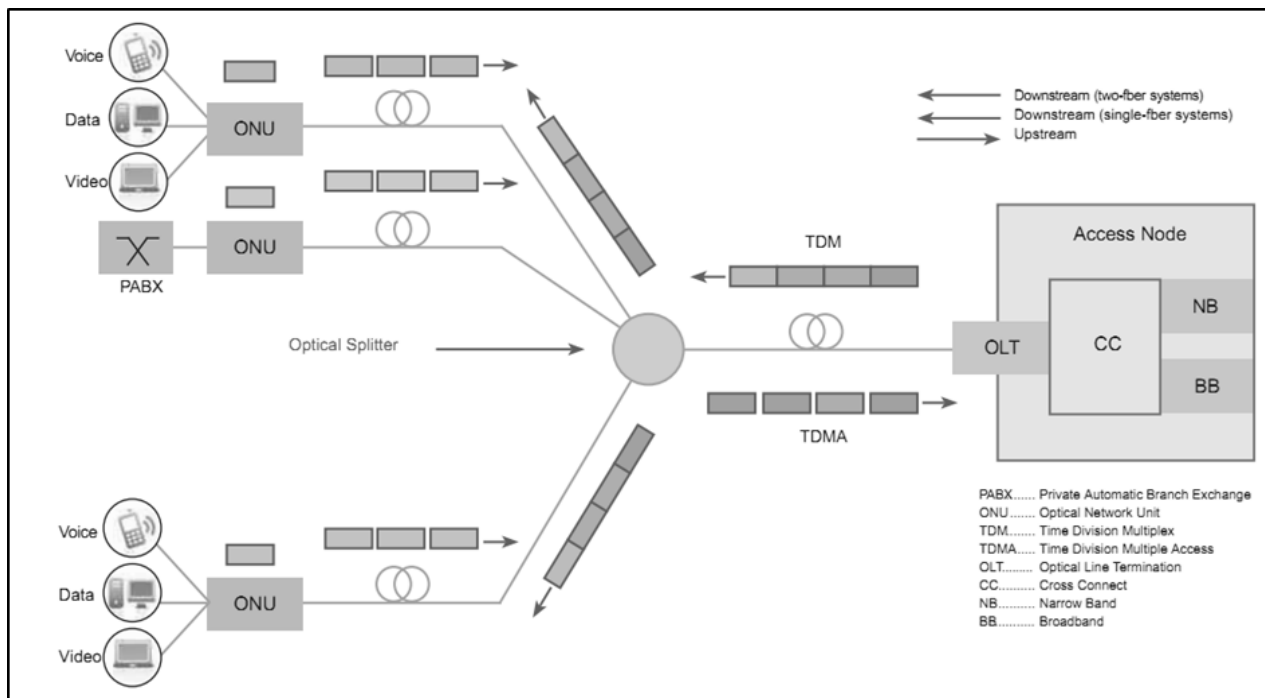 Voice
Data
Video
ONU
ONU
PABX
Optical Splitter
Voice
Data
Video
ONU
TDM
TDMA
Downstream (two-fber systems)
Downstream (single-fber systems)
Upstream
Access Node
OLT
CC
NB
BB
PABX...... Private Automatic Branch Exchange
ONU....... Optical Network Unit
TDM....... Time Division Multiplex
TDMA..... Time Division Multiple Access
OLT......... Optical Line Termination
CC.......... Cross Connect
NB.......... Narrow Band
BB.......... Broadband